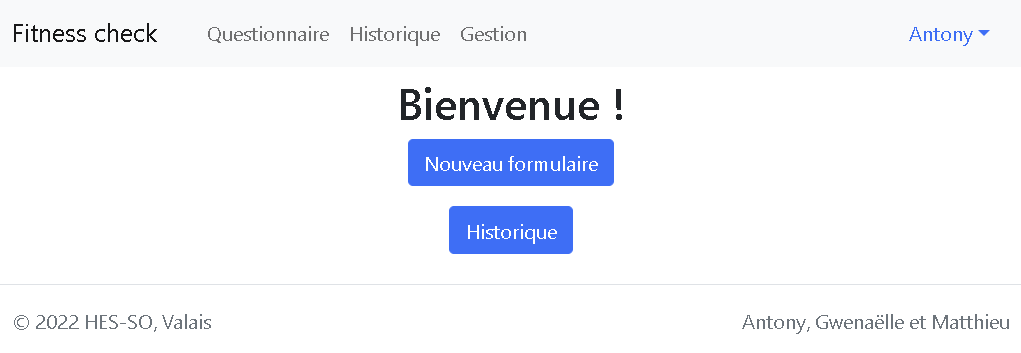 Fitness check Questionnaire Historique Gestion Antony
Bienvenue !
Nouveau formulaire
Historique
© 2022 HES-SO, Valais Antony, Gwenaëlle et Matthieu